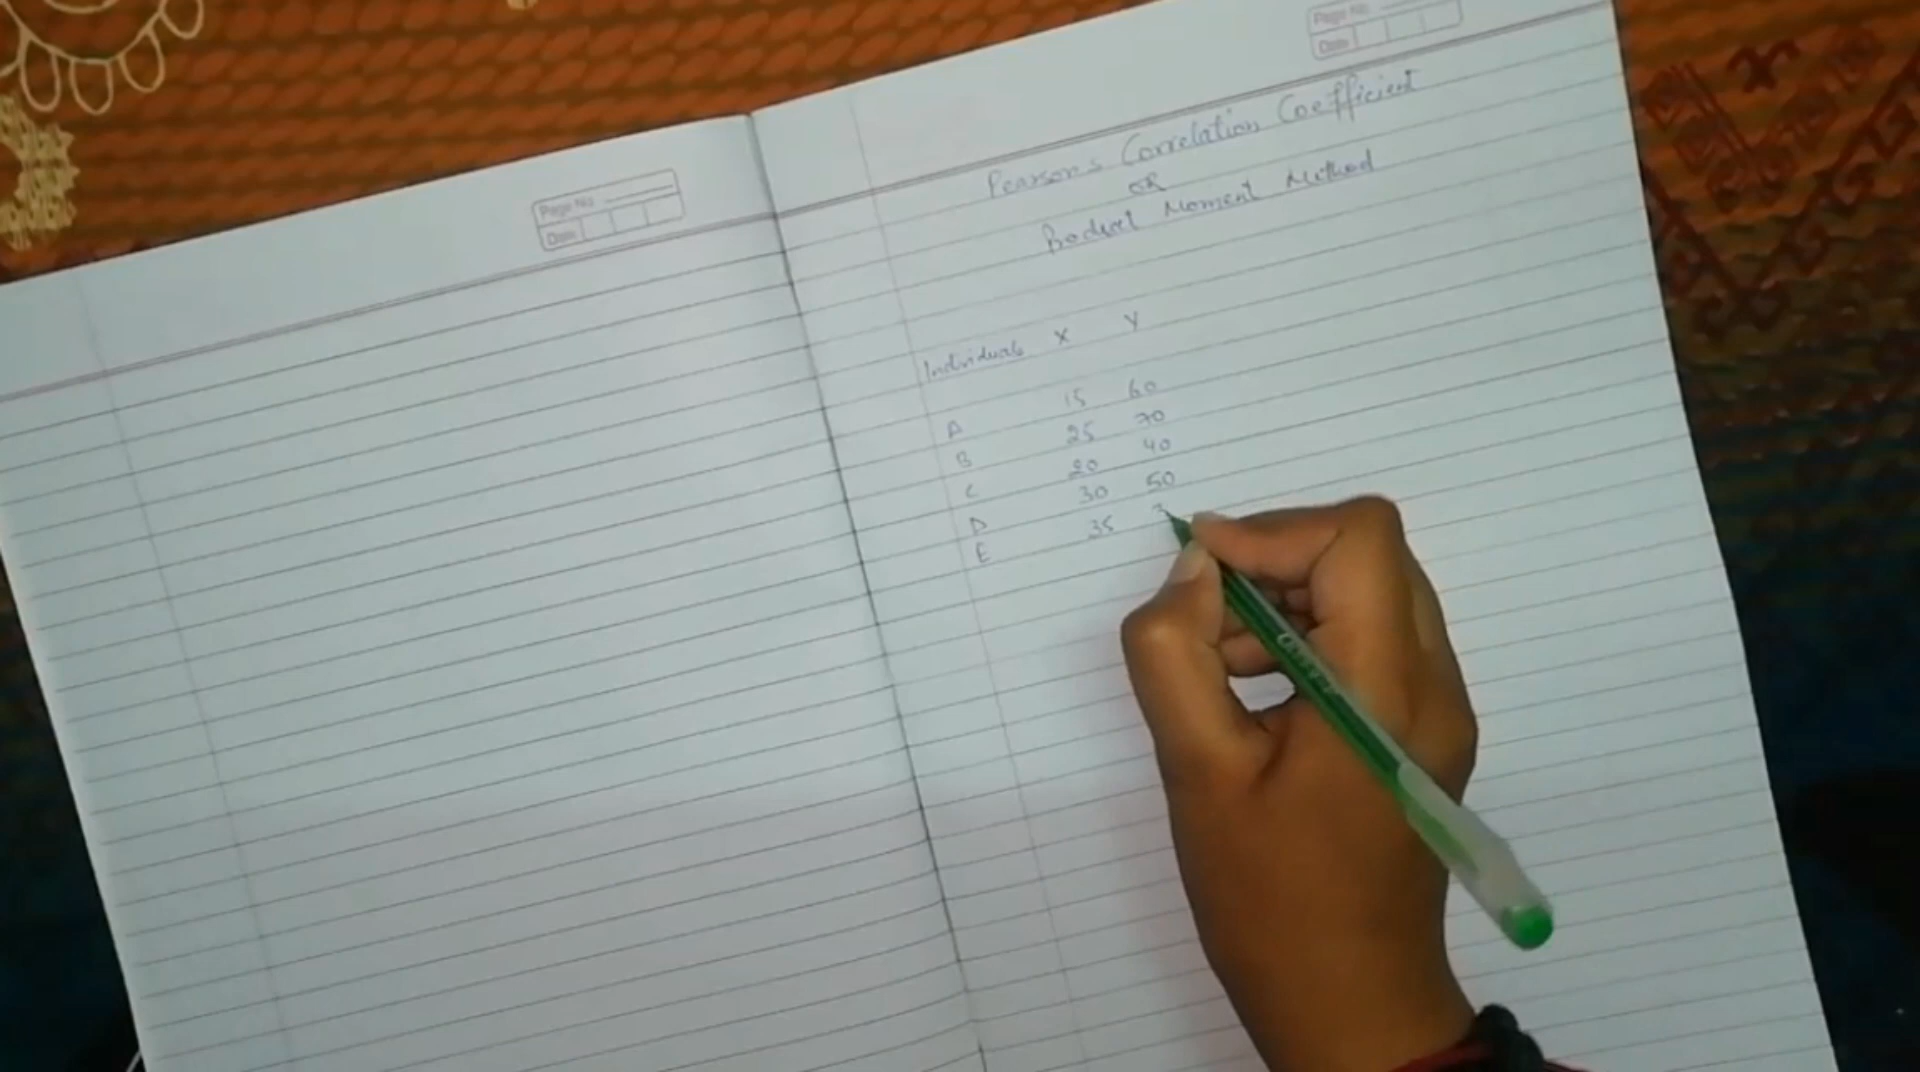 Page No.
Date
Page No.
Date
Pearson's Correlation Coefficient
OR
Product Moment Method
Individuals X Y
A 15 60
B 25 70
C 20 40
D 30 50
E 35 3